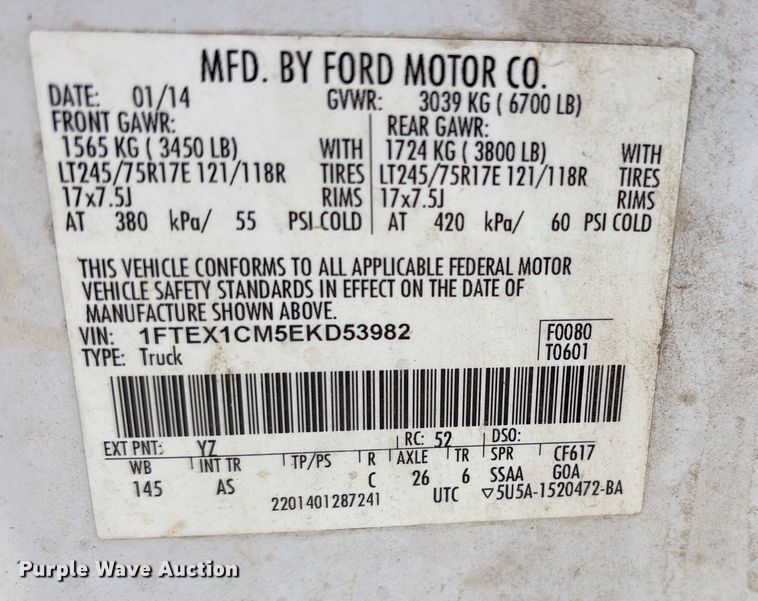 MFD. BY FORD MOTOR CO.
DATE: 01/14 GVWR: 3039 KG ( 6700 LB)
FRONT GAWR: REAR GAWR:
1565 KG ( 3450 LB) WITH 1724 KG ( 3800 LB) WITH
LT245/75R17E 121/118R TIRES LT245/75R17E 121/118R TIRES
17x7.5J RIMS 17x7.5J RIMS
AT 380 kPa/ 55 PSI COLD AT 420 kPa/ 60 PSI COLD
THIS VEHICLE CONFORMS TO ALL APPLICABLE FEDERAL MOTOR
VEHICLE SAFETY STANDARDS IN EFFECT ON THE DATE OF
MANUFACTURE SHOWN ABOVE.
VIN: 1FTEX1CM5EKD53982 F0080
TYPE: Truck T0601
EXT PNT: YZ RC: 52 DSO:
WB INT TR TP/PS R AXLE TR SPR CF617
145 AS C 26 6 SSAA GOA
2201401287241 UTC ▽5U5A-1520472-BA
Purple Wave Auction